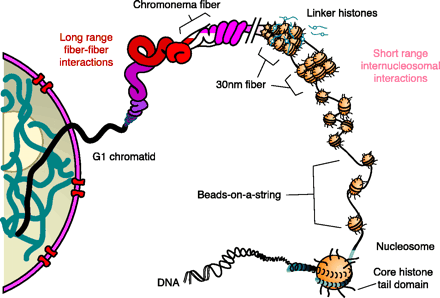 Chromonema fiber
Linker histones
Long range
fiber-fiber
interactions
Short range
internucleosomal
interactions
30nm fiber
G1 chromatid
Beads-on-a-string
Nucleosome
DNA
Core histone
tail domain